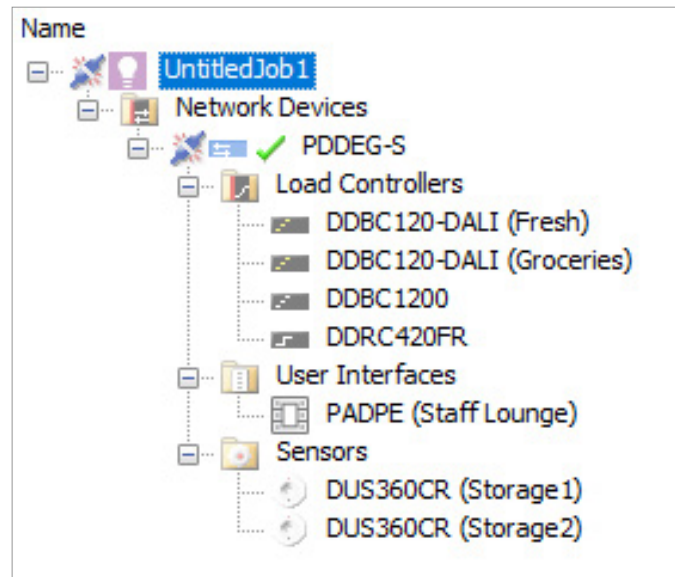 Name
UntitledJob1
Network Devices
PDDEG-S
Load Controllers
DDBC120-DALI (Fresh)
DDBC120-DALI (Groceries)
DDBC1200
DDRC420FR
User Interfaces
PADPE (Staff Lounge)
Sensors
DUS360CR (Storage1)
DUS360CR (Storage2)